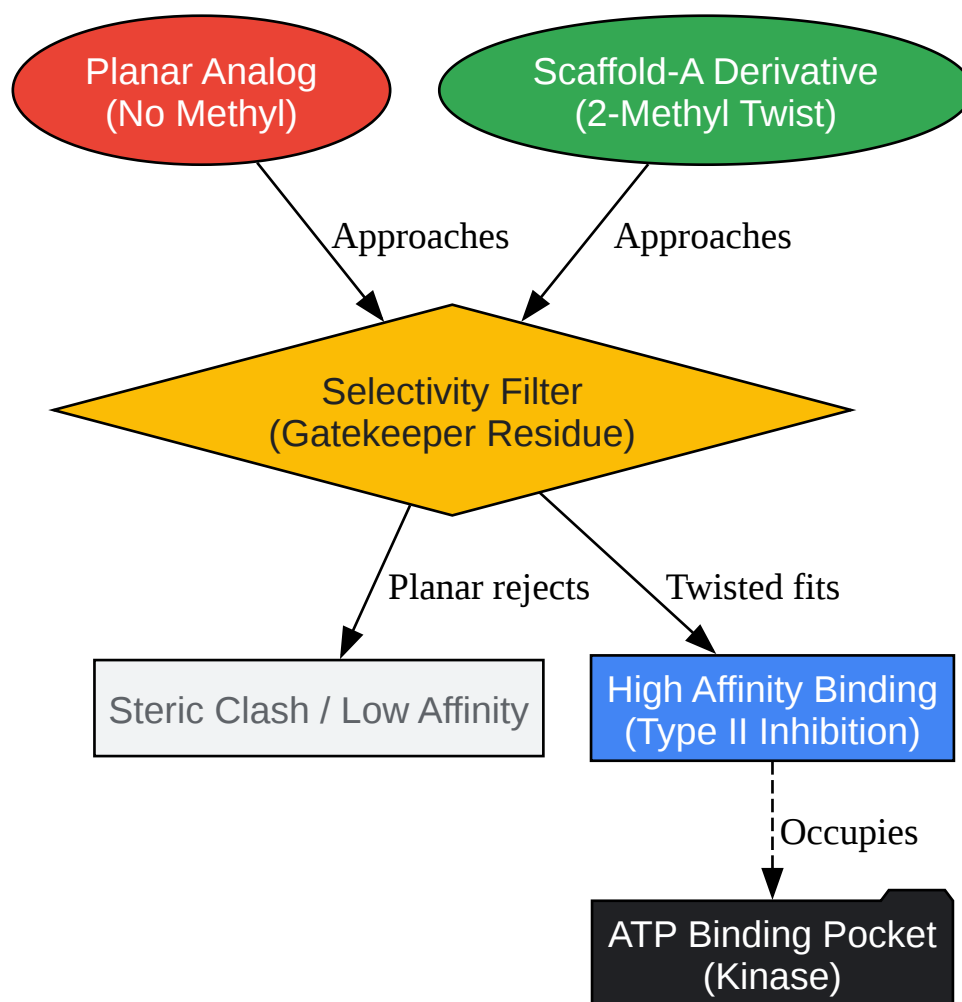 Planar Analog
(No Methyl)
Scaffold-A Derivative
(2-Methyl Twist)
Approaches
Approaches
Selectivity Filter
(Gatekeeper Residue)
Planar rejects
Twisted fits
Steric Clash / Low Affinity
High Affinity Binding
(Type II Inhibition)
Occupies
ATP Binding Pocket
(Kinase)